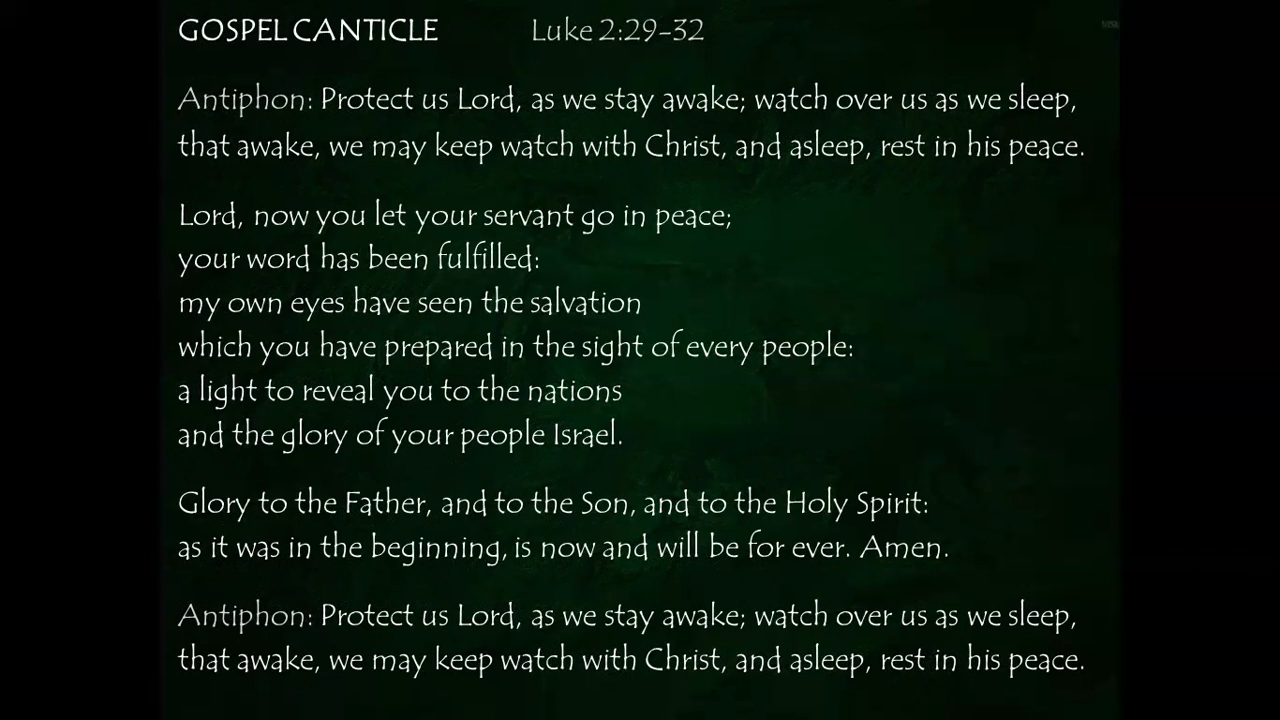 GOSPEL CANTICLE Luke 2:29-32
Antiphon: Protect us Lord, as we stay awake; watch over us as we sleep,
that awake, we may keep watch with Christ, and asleep, rest in his peace.
Lord, now you let your servant go in peace;
your word has been fulfilled:
my own eyes have seen the salvation
which you have prepared in the sight of every people:
a light to reveal you to the nations
and the glory of your people Israel.
Glory to the Father, and to the Son, and to the Holy Spirit:
as it was in the beginning, is now and will be for ever. Amen.
Antiphon: Protect us Lord, as we stay awake; watch over us as we sleep,
that awake, we may keep watch with Christ, and asleep, rest in his peace.